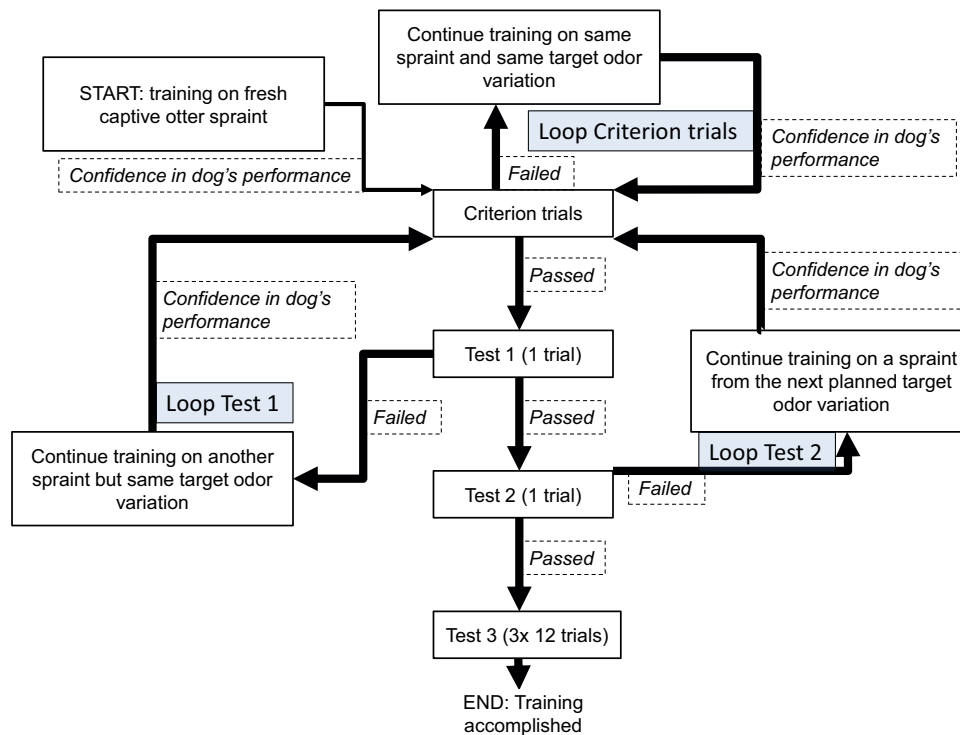 Continue training on same
spraint and same target odor
variation
START: training on fresh
captive otter spraint
Loop Criterion trials
Confidence in dog's
performance
Confidence in dog's performance
Failed
Criterion trials
Passed
Confidence in dog's
performance
Confidence in dog's
performance
Test 1 (1 trial)
Continue training on a spraint
from the next planned target
odor variation
Loop Test 1
Failed
Passed
Continue training on another
spraint but same target odor
variation
Loop Test 2
Test 2 (1 trial)
Failed
Passed
Test 3 (3x 12 trials)
END: Training
accomplished